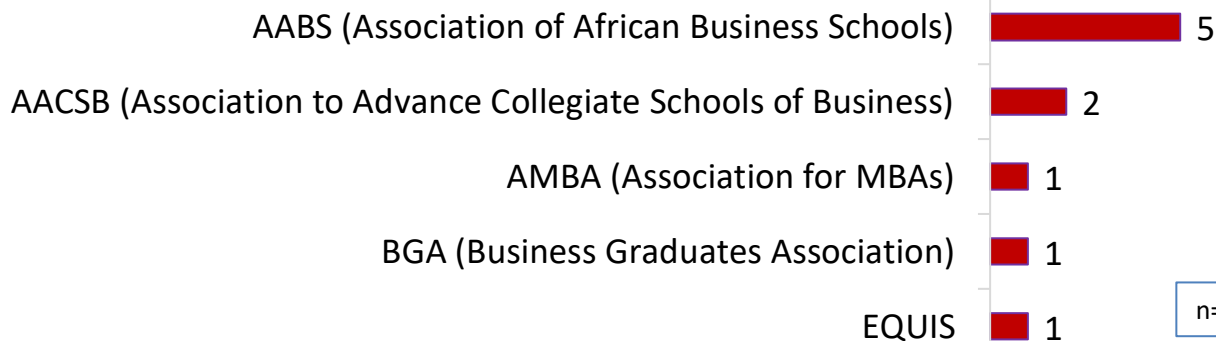 AABS (Association of African Business Schools) 5
AACSB (Association to Advance Collegiate Schools of Business) 2
AMBA (Association for MBAs) 1
BGA (Business Graduates Association) 1
n=
EQUIS 1